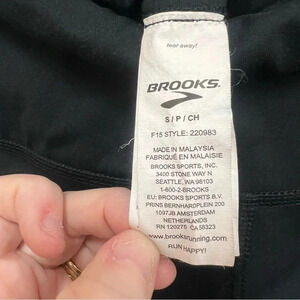 tear away!
BROOKS
S / P / CH
F15 STYLE: 220983
MADE IN MALAYSIA
FABRIQUÉ EN MALAISIE
BROOKS SPORTS, INC.
3400 STONE WAY N
SEATTLE, WA 98103
1-800-2-BROOKS
EU: BROOKS SPORTS B.V.
PRINS BERNHARDPLEIN 200
1097JB AMSTERDAM
NETHERLANDS
RN 120275 CA 58323
www.brooksrunning.com
RUN HAPPY!